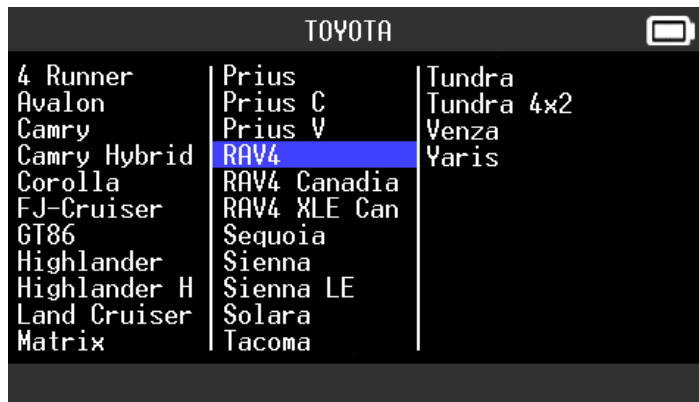 TOYOTA
4 Runner
Avalon
Camry
Camry Hybrid
Corolla
FJ-Cruiser
GT86
Highlander
Highlander H
Land Cruiser
Matrix
Prius
Prius C
Prius V
RAV4
RAV4 Canadia
RAV4 XLE Can
Sequoia
Sienna
Sienna LE
Solara
Tacoma
Tundra
Tundra 4x2
Venza
Yaris